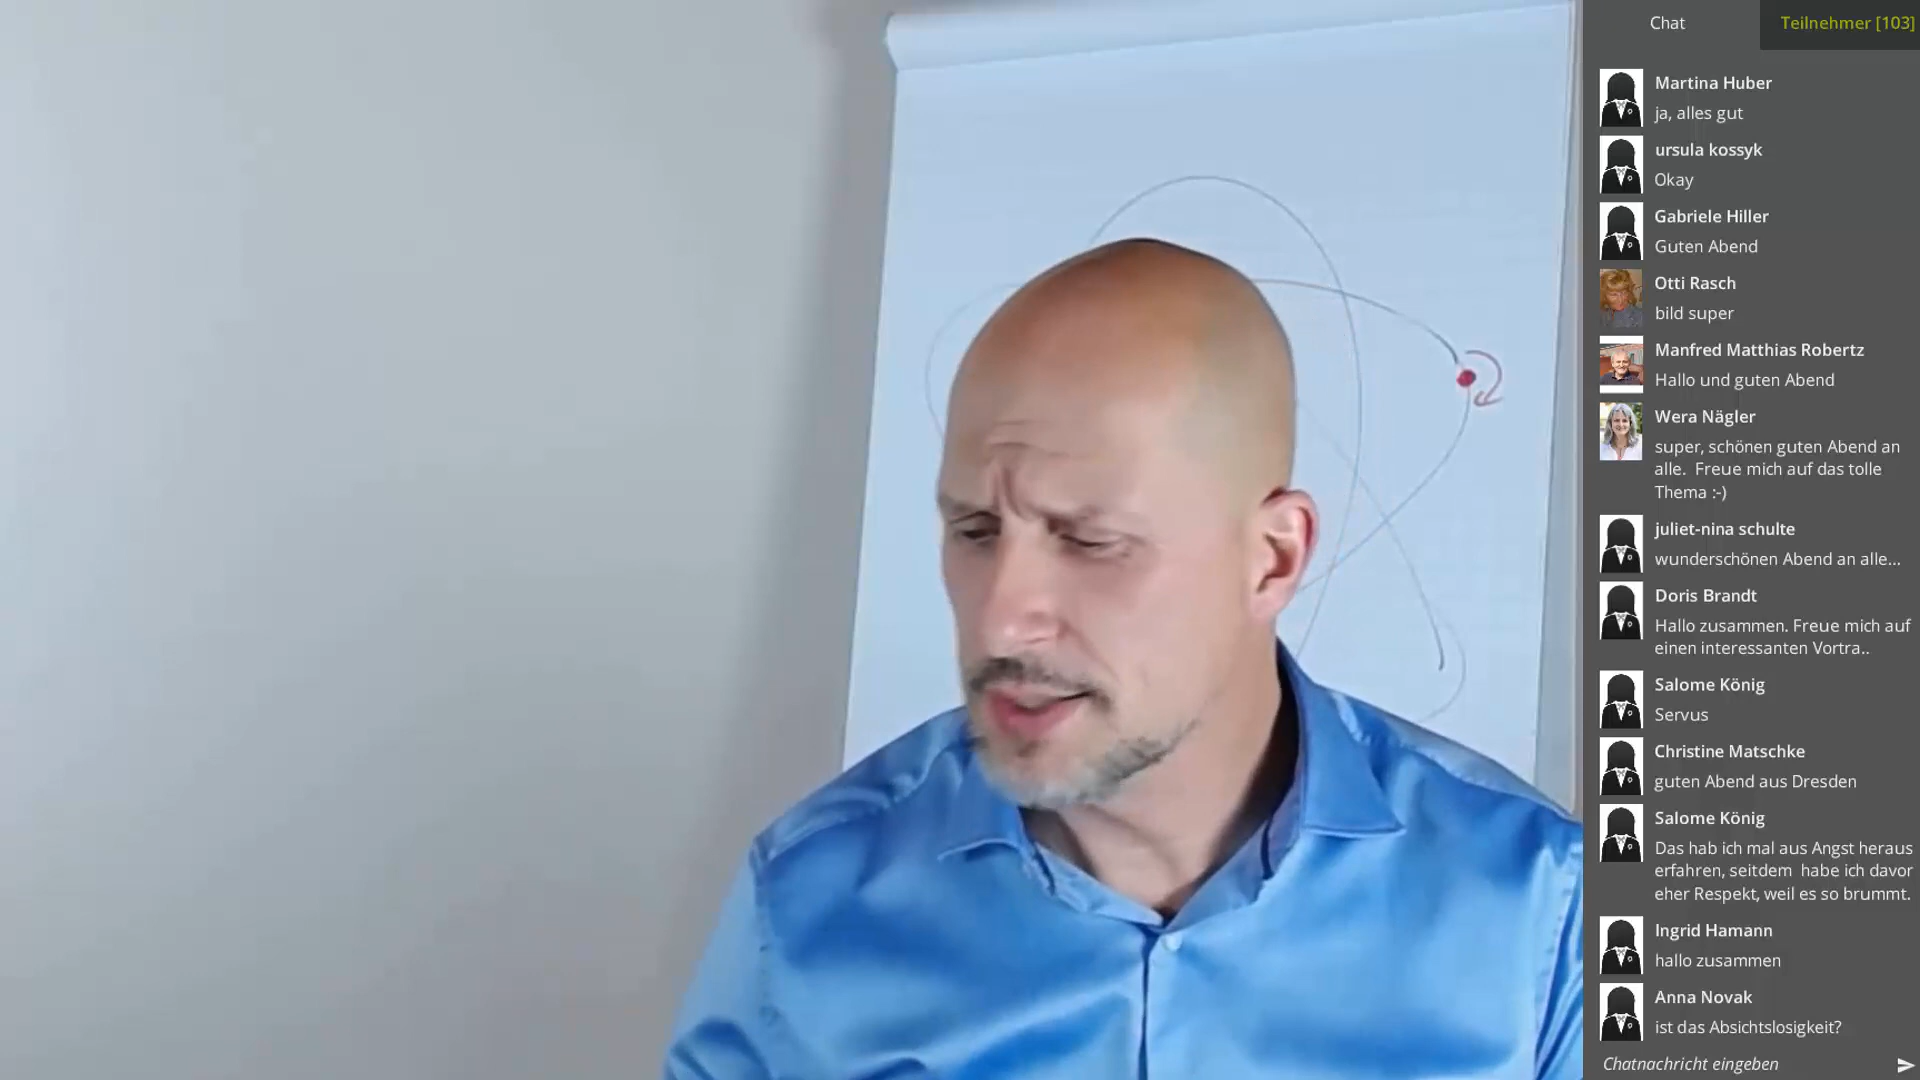 Chat
Teilnehmer [103]
Martina Huber
ja, alles gut
ursula kossyk
Okay
Gabriele Hiller
Guten Abend
Otti Rasch
bild super
Manfred Matthias Robertz
Hallo und guten Abend
Wera Nägler
super, schönen guten Abend an
alle. Freue mich auf das tolle
Thema :-)
juliet-nina schulte
wunderschönen Abend an alle...
Doris Brandt
Hallo zusammen. Freue mich auf
einen interessanten Vortra..
Salome König
Servus
Christine Matschke
guten Abend aus Dresden
Salome König
Das hab ich mal aus Angst heraus
erfahren, seitdem habe ich davor
eher Respekt, weil es so brummt.
Ingrid Hamann
hallo zusammen
Anna Novak
ist das Absichtslosigkeit?
Chatnachricht eingeben